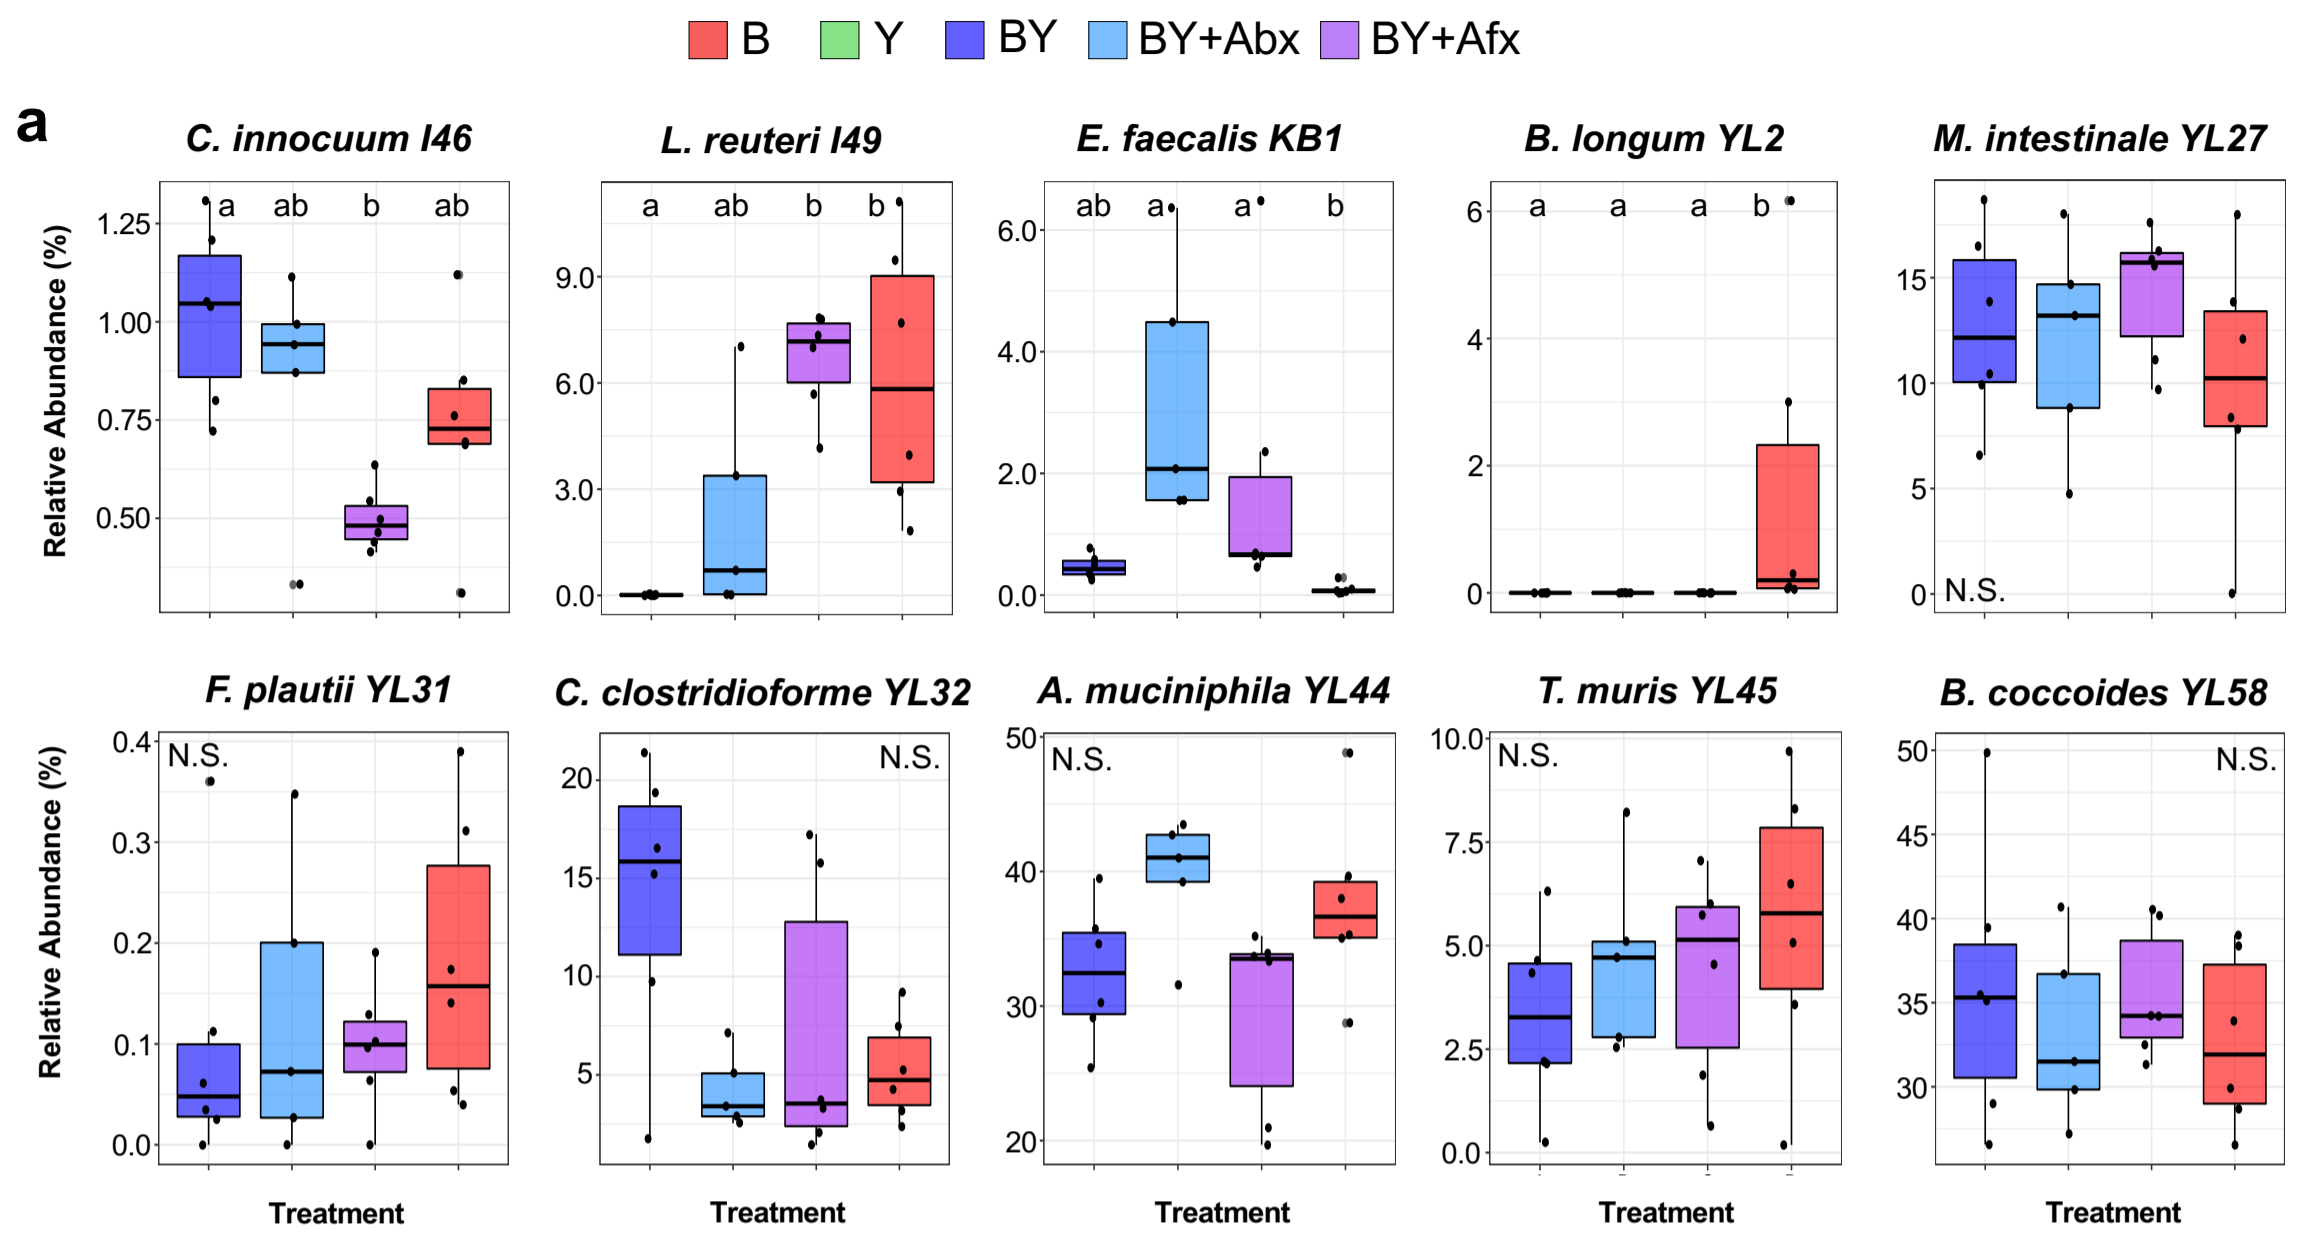 B Y BY BY+Abx BY+Afx
a
C. innocuum I46 L. reuteri I49 E. faecalis KB1 B. longum YL2 M. intestinale YL27
Relative Abundance (%)
1.25
1.00
0.75
0.50
a ab b ab
9.0
6.0
3.0
0.0
a ab b b
6.0
4.0
2.0
0.0
ab a a b
6
4
2
0
a a a b
15
10
5
0
N.S.
F. plautii YL31 C. clostridioforme YL32 A. muciniphila YL44 T. muris YL45 B. coccoides YL58
Relative Abundance (%)
0.4
0.3
0.2
0.1
0.0
N.S.
20
15
10
5
N.S.
50
40
30
20
N.S.
10.0
7.5
5.0
2.5
0.0
N.S.
50
45
40
35
30
N.S.
Treatment Treatment Treatment Treatment Treatment